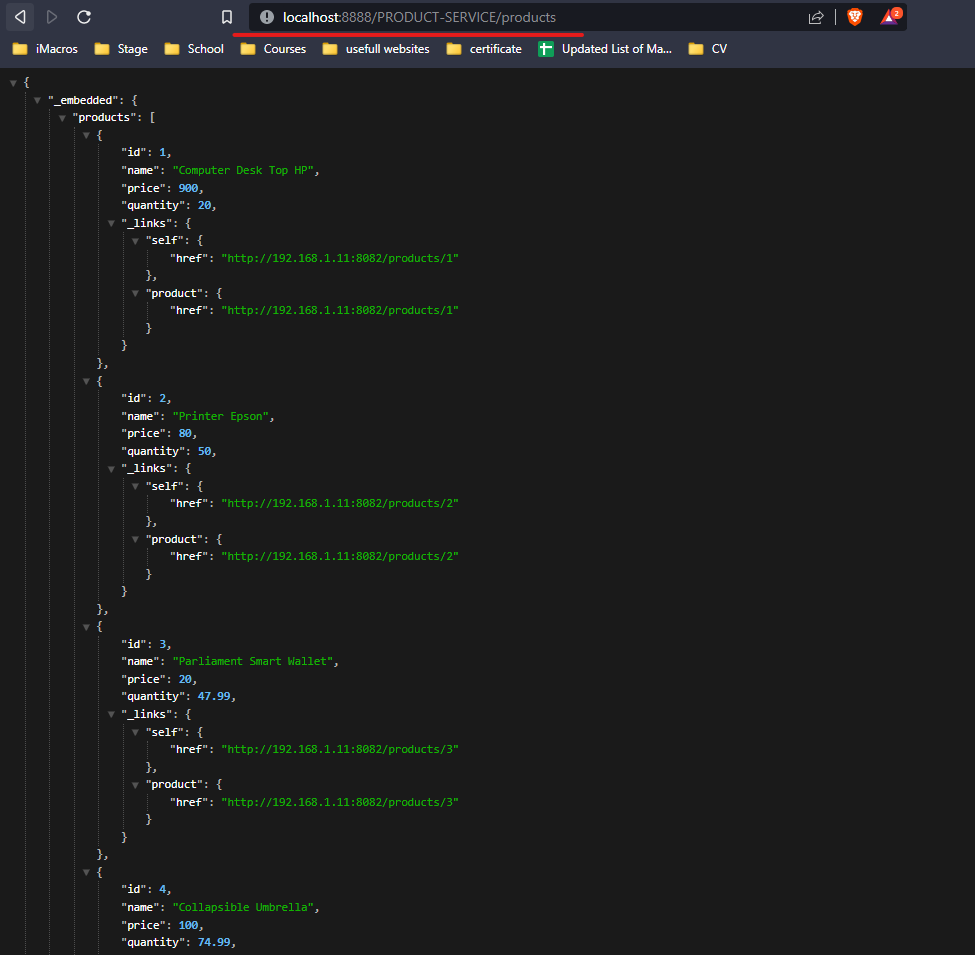 localhost:8888/PRODUCT-SERVICE/products
2
iMacros Stage School Courses usefull websites certificate Updated List of Ma... CV
{
"_embedded": {
"products": [
{
"id": 1,
"name": "Computer Desk Top HP",
"price": 900,
"quantity": 20,
"_links": {
"self": {
"href": "http://192.168.1.11:8082/products/1"
},
"product": {
"href": "http://192.168.1.11:8082/products/1"
}
}
},
{
"id": 2,
"name": "Printer Epson",
"price": 80,
"quantity": 50,
"_links": {
"self": {
"href": "http://192.168.1.11:8082/products/2"
},
"product": {
"href": "http://192.168.1.11:8082/products/2"
}
}
},
{
"id": 3,
"name": "Parliament Smart Wallet",
"price": 20,
"quantity": 47.99,
"_links": {
"self": {
"href": "http://192.168.1.11:8082/products/3"
},
"product": {
"href": "http://192.168.1.11:8082/products/3"
}
}
},
{
"id": 4,
"name": "Collapsible Umbrella",
"price": 100,
"quantity": 74.99,